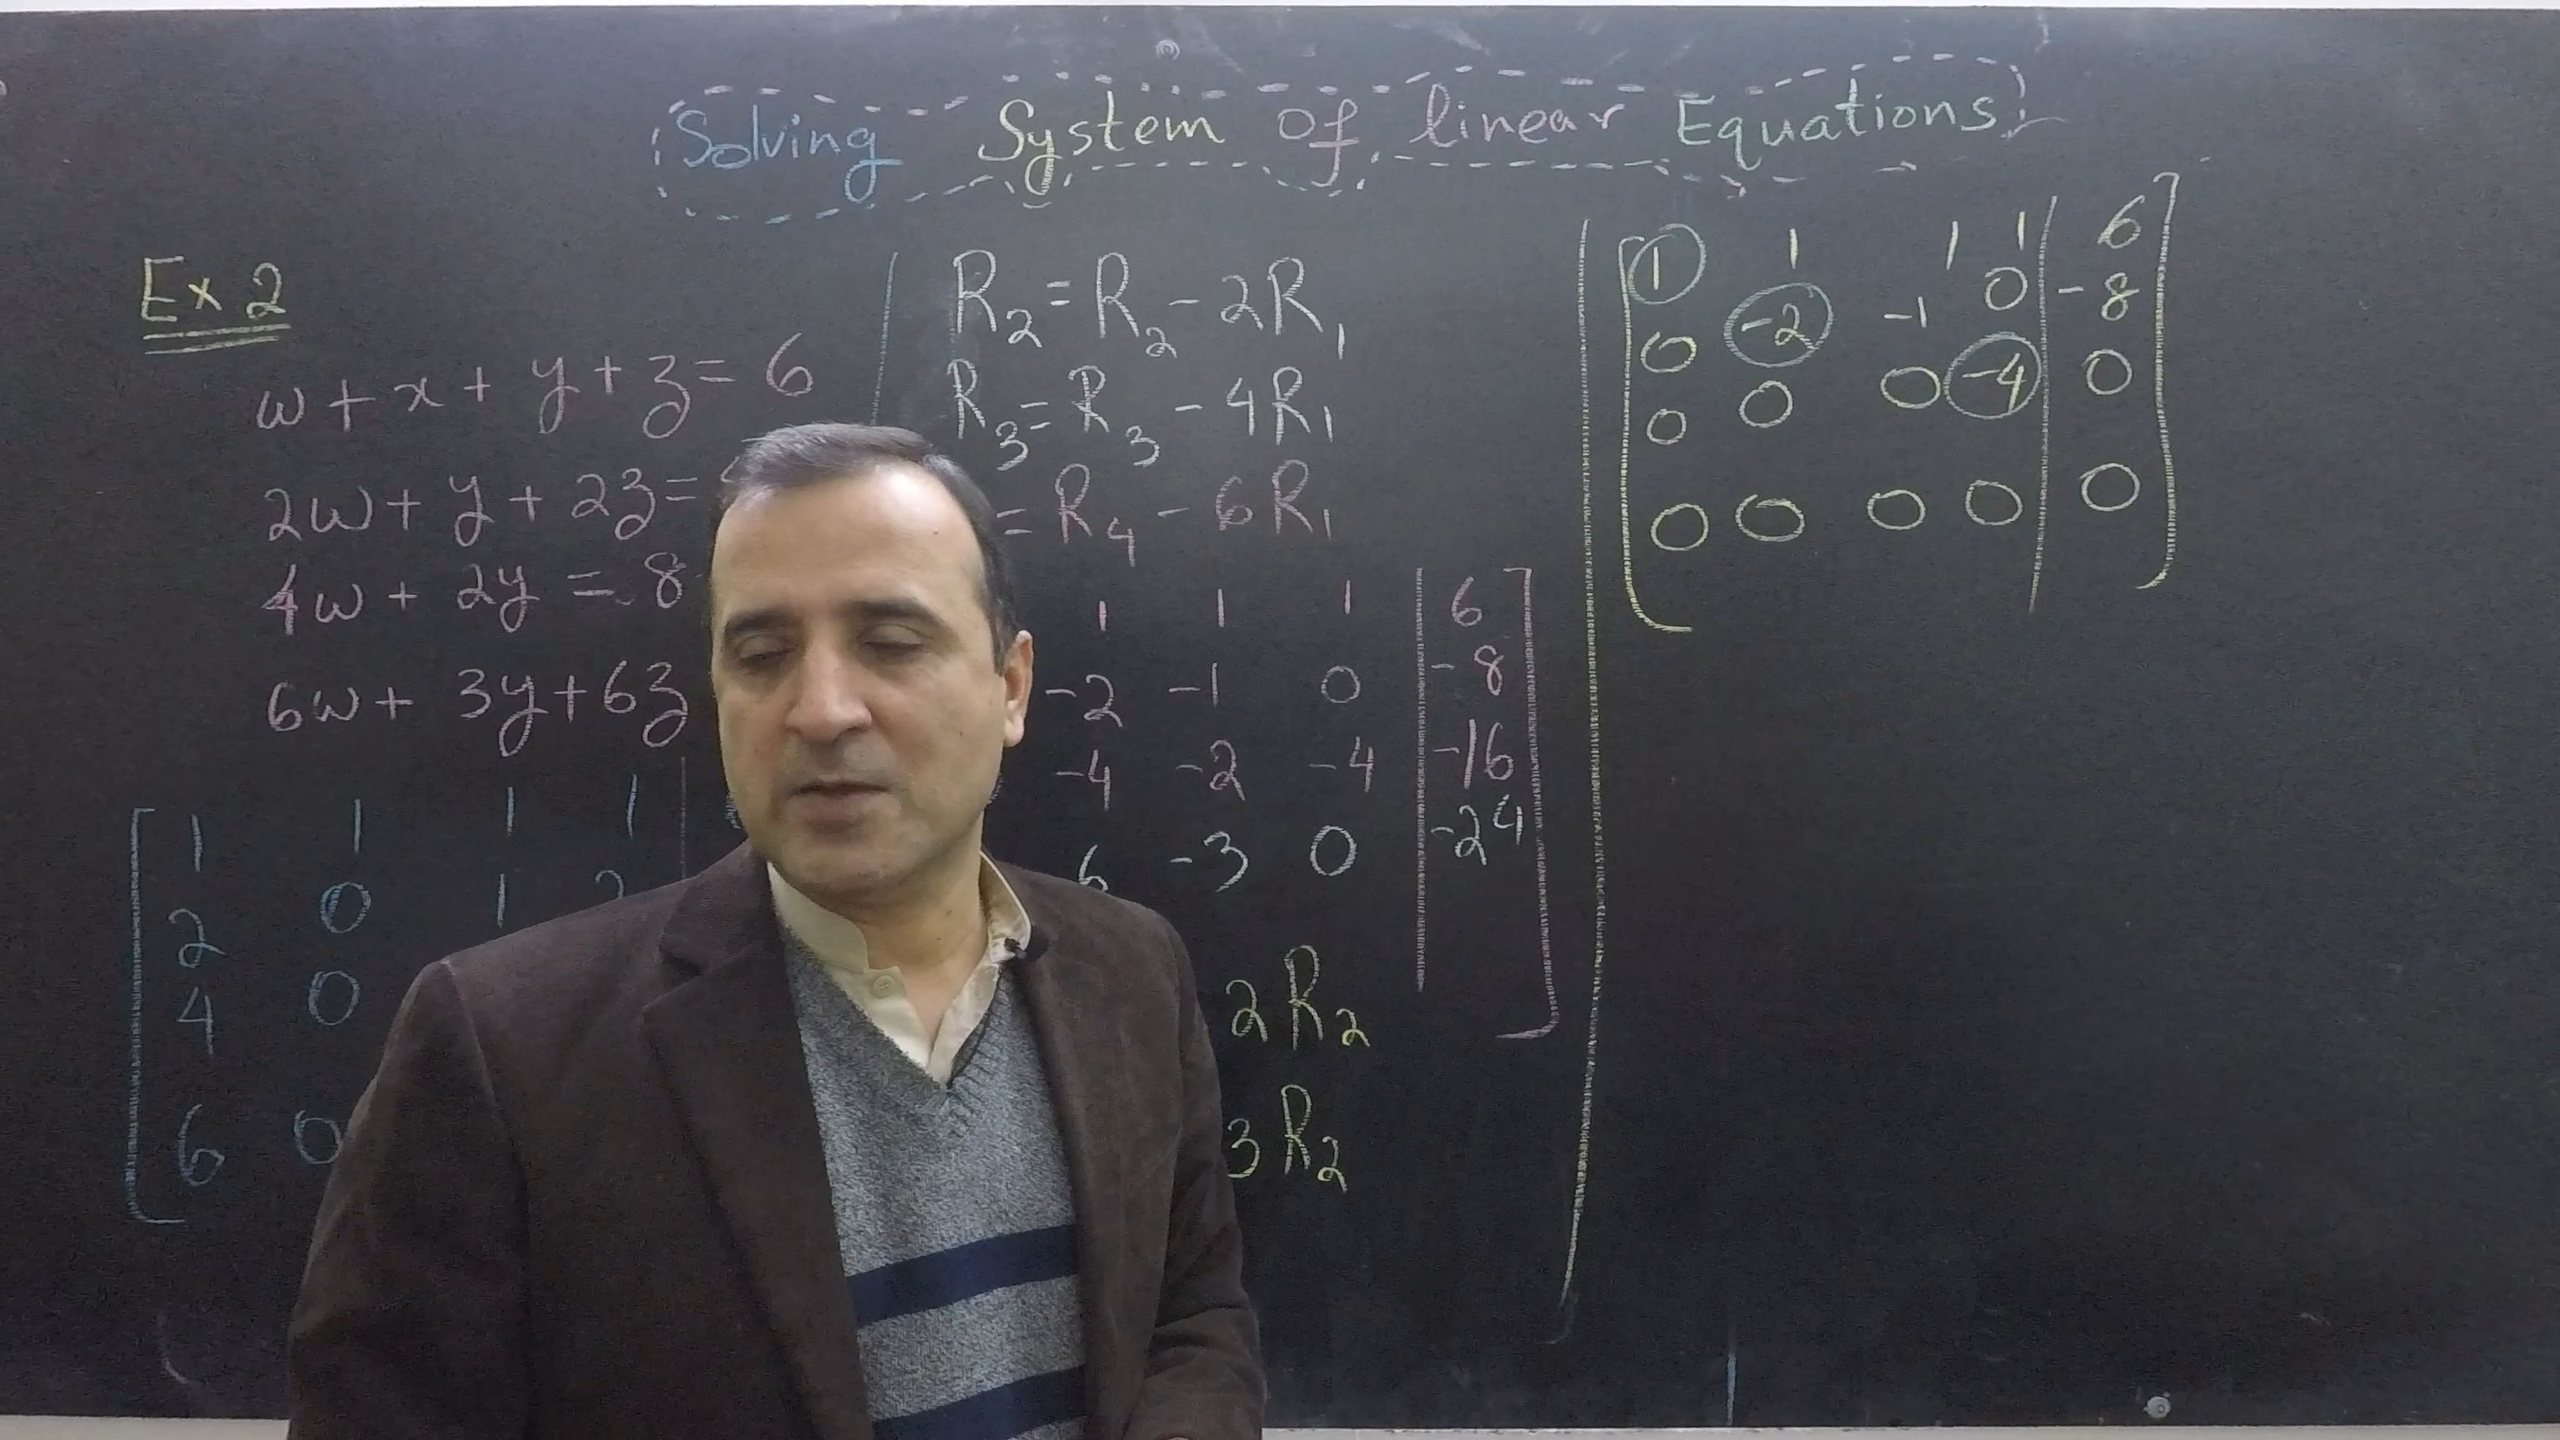 Solving System Of linear Equations
Ex 2
w + x + y + z = 6
2w + y + 2z =
4w + 2y = 8
6w + 3y + 6z
1 1 1 1
2 0 1 2
4 0
6 0
R2 = R2 - 2R1
R3 = R3 - 4R1
= R4 - 6R1
1 1 1 6
-2 -1 0 -8
-4 -2 -4 -16
6 -3 0 -24
2R2
3R2
1 1 1 1 6
0 -2 -1 0 -8
0 0 0 -4 0
0 0 0 0 0